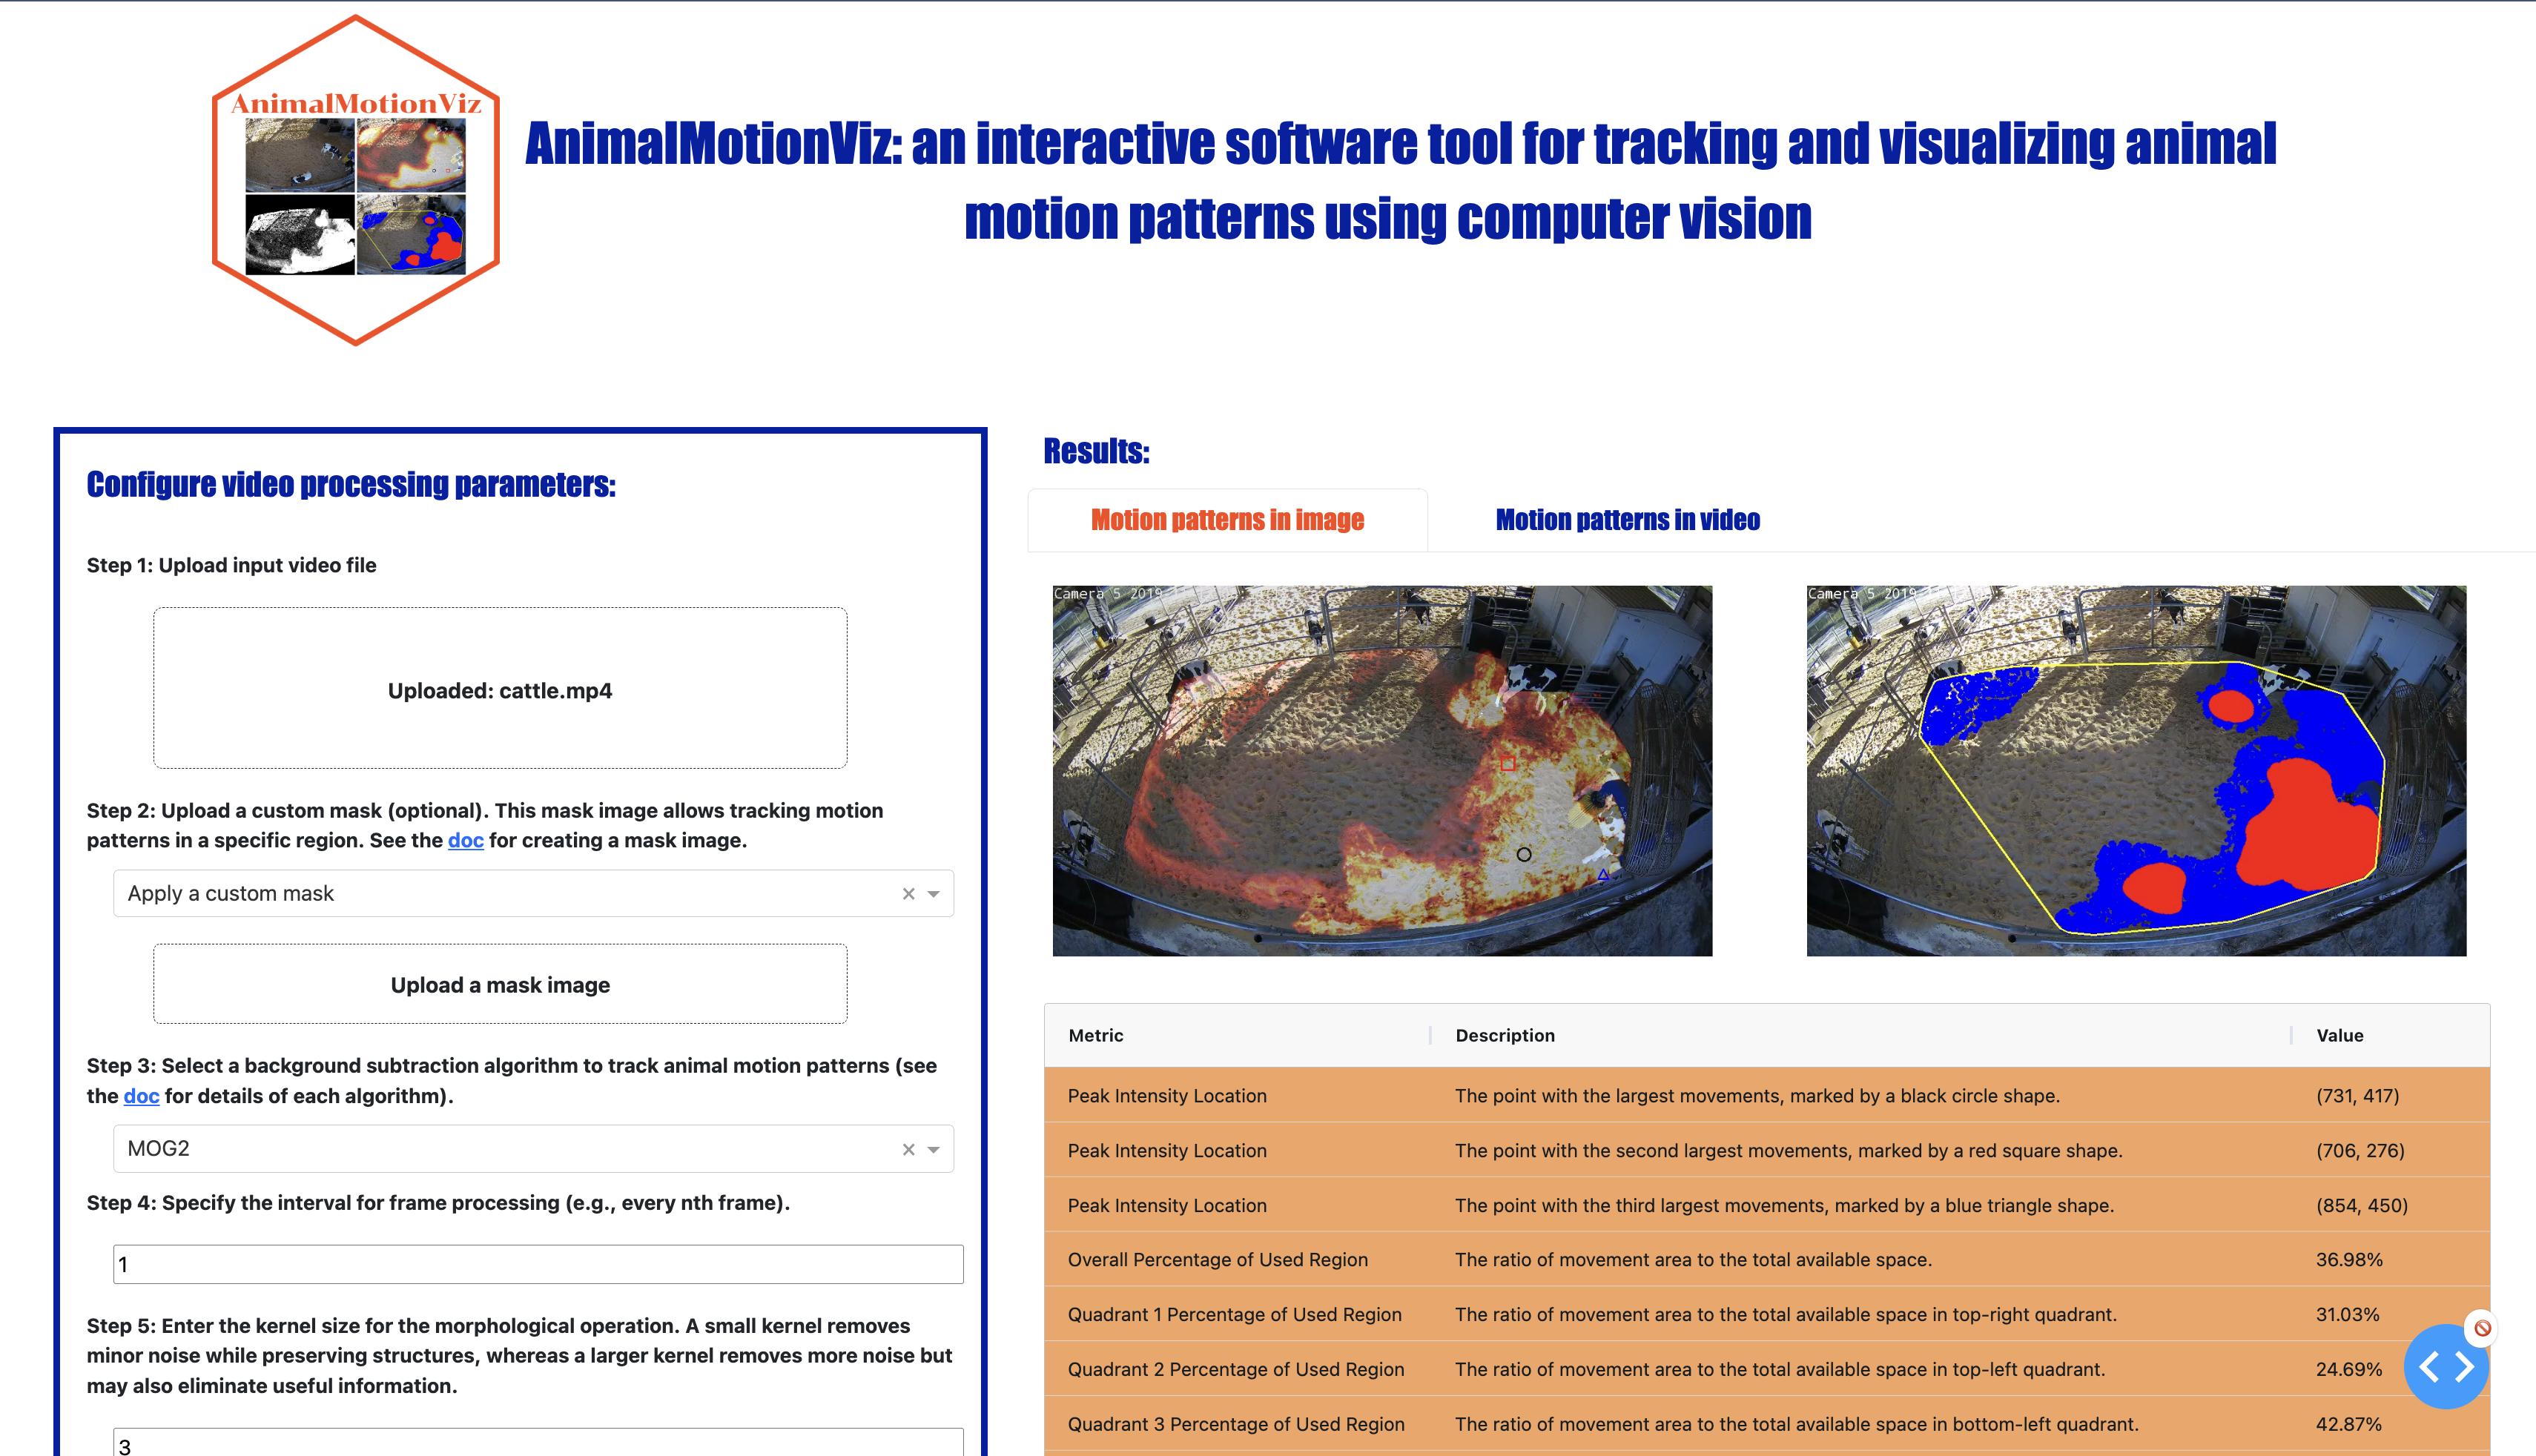 AnimalMotionViz
AnimalMotionViz: an interactive software tool for tracking and visualizing animal
motion patterns using computer vision
Configure video processing parameters:
Step 1: Upload input video file
Uploaded: cattle.mp4
Step 2: Upload a custom mask (optional). This mask image allows tracking motion
patterns in a specific region. See the doc for creating a mask image.
Apply a custom mask
Upload a mask image
Step 3: Select a background subtraction algorithm to track animal motion patterns (see
the doc for details of each algorithm).
MOG2
Step 4: Specify the interval for frame processing (e.g., every nth frame).
1
Step 5: Enter the kernel size for the morphological operation. A small kernel removes
minor noise while preserving structures, whereas a larger kernel removes more noise but
may also eliminate useful information.
3
Results:
Motion patterns in image
Motion patterns in video
Camera 5 2019
Camera 5 2019
Metric Description Value
Peak Intensity Location The point with the largest movements, marked by a black circle shape. (731, 417)
Peak Intensity Location The point with the second largest movements, marked by a red square shape. (706, 276)
Peak Intensity Location The point with the third largest movements, marked by a blue triangle shape. (854, 450)
Overall Percentage of Used Region The ratio of movement area to the total available space. 36.98%
Quadrant 1 Percentage of Used Region The ratio of movement area to the total available space in top-right quadrant. 31.03%
Quadrant 2 Percentage of Used Region The ratio of movement area to the total available space in top-left quadrant. 24.69%
Quadrant 3 Percentage of Used Region The ratio of movement area to the total available space in bottom-left quadrant. 42.87%